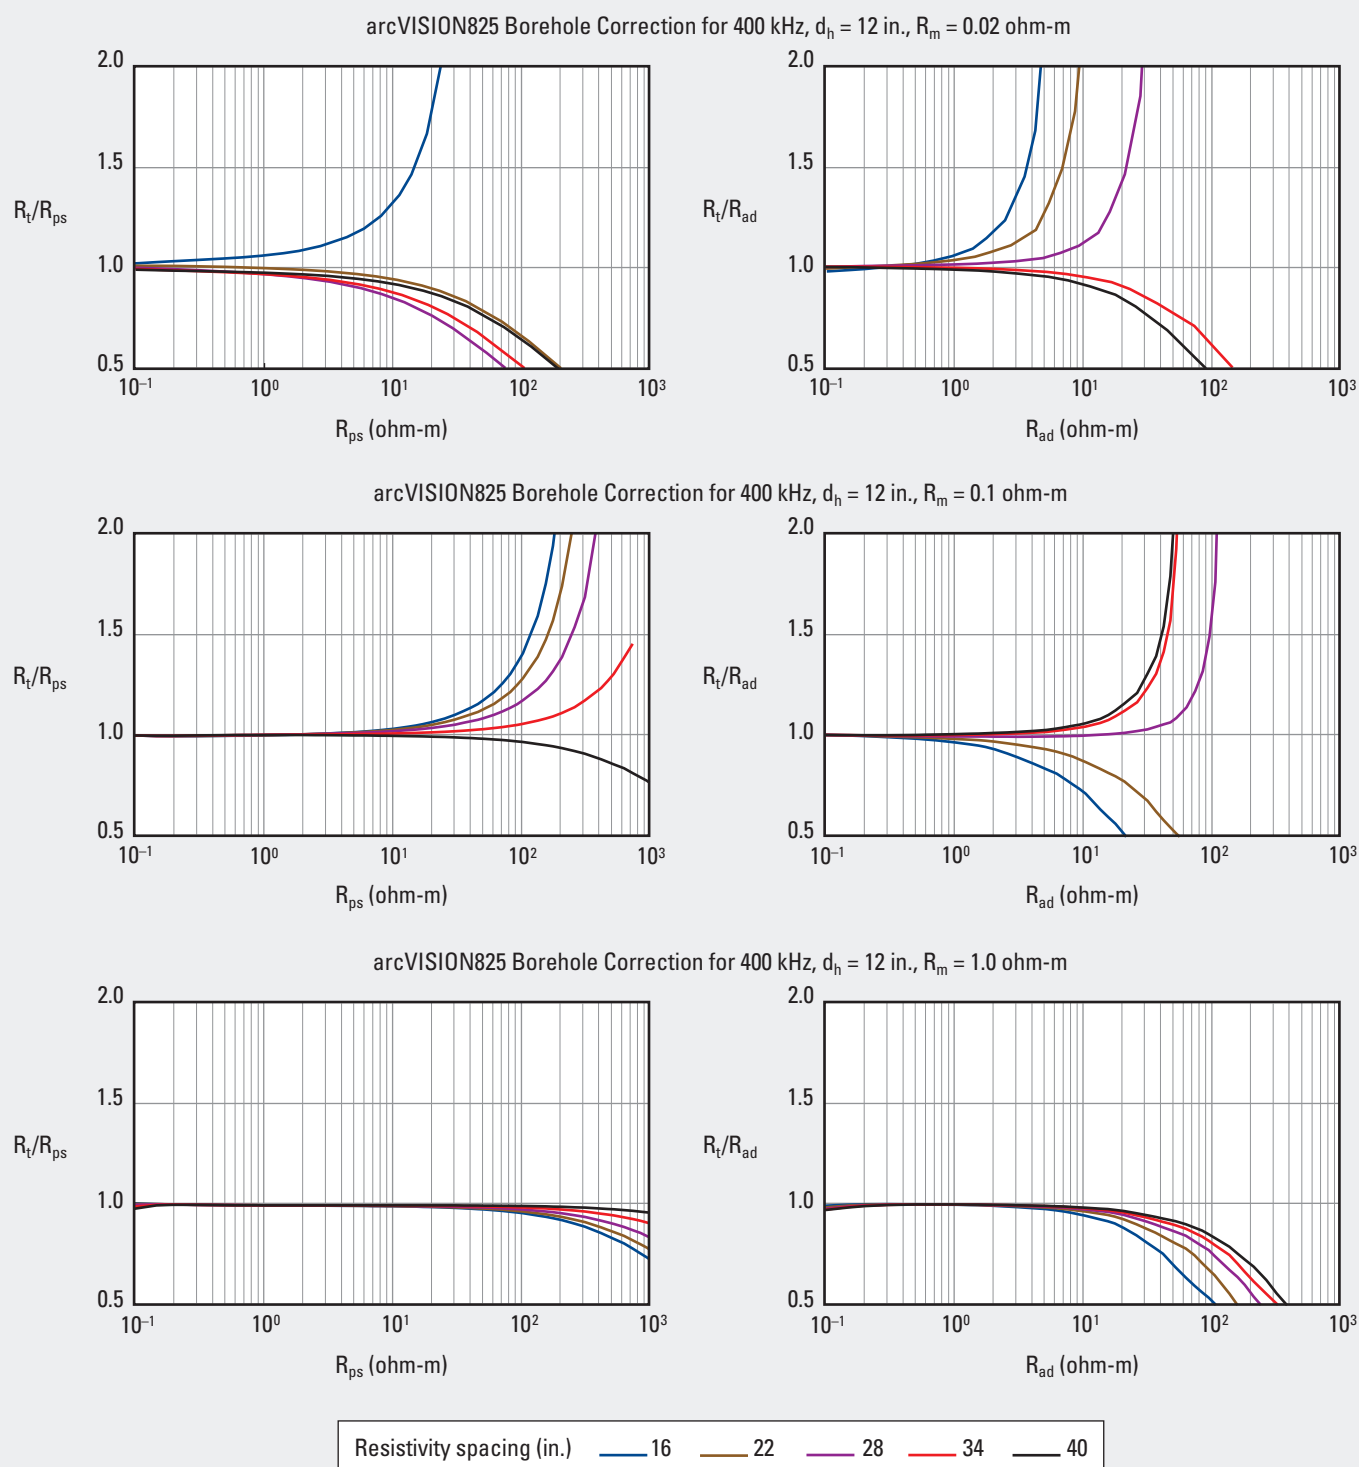 arcVISION825 Borehole Correction for 400 kHz, dₕ = 12 in., Rₘ = 0.02 ohm-m
2.0 1.5 1.0 0.5
Rₜ/Rₚₛ
10⁻¹ 10⁰ 10¹ 10² 10³
Rₚₛ (ohm-m)
2.0 1.5 1.0 0.5
Rₜ/R_ad
10⁻¹ 10⁰ 10¹ 10² 10³
R_ad (ohm-m)
arcVISION825 Borehole Correction for 400 kHz, dₕ = 12 in., Rₘ = 0.1 ohm-m
2.0 1.5 1.0 0.5
Rₜ/Rₚₛ
10⁻¹ 10⁰ 10¹ 10² 10³
Rₚₛ (ohm-m)
2.0 1.5 1.0 0.5
Rₜ/R_ad
10⁻¹ 10⁰ 10¹ 10² 10³
R_ad (ohm-m)
arcVISION825 Borehole Correction for 400 kHz, dₕ = 12 in., Rₘ = 1.0 ohm-m
2.0 1.5 1.0 0.5
Rₜ/Rₚₛ
10⁻¹ 10⁰ 10¹ 10² 10³
Rₚₛ (ohm-m)
2.0 1.5 1.0 0.5
Rₜ/R_ad
10⁻¹ 10⁰ 10¹ 10² 10³
R_ad (ohm-m)
Resistivity spacing (in.) 16 22 28 34 40